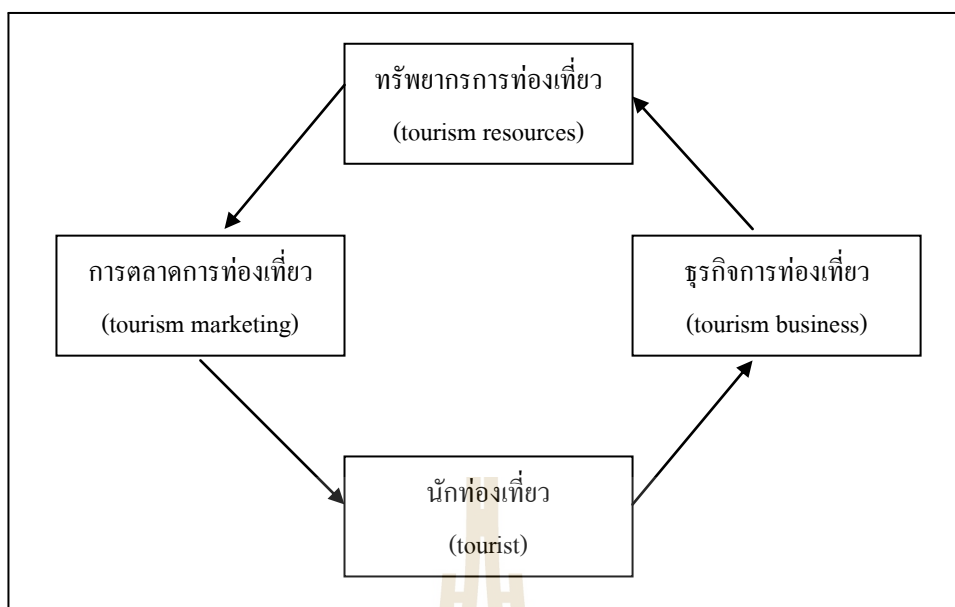 ทรัพยากรการท่องเที่ยว
(tourism resources)
การตลาดการท่องเที่ยว
(tourism marketing)
ธุรกิจการท่องเที่ยว
(tourism business)
นักท่องเที่ยว
(tourist)